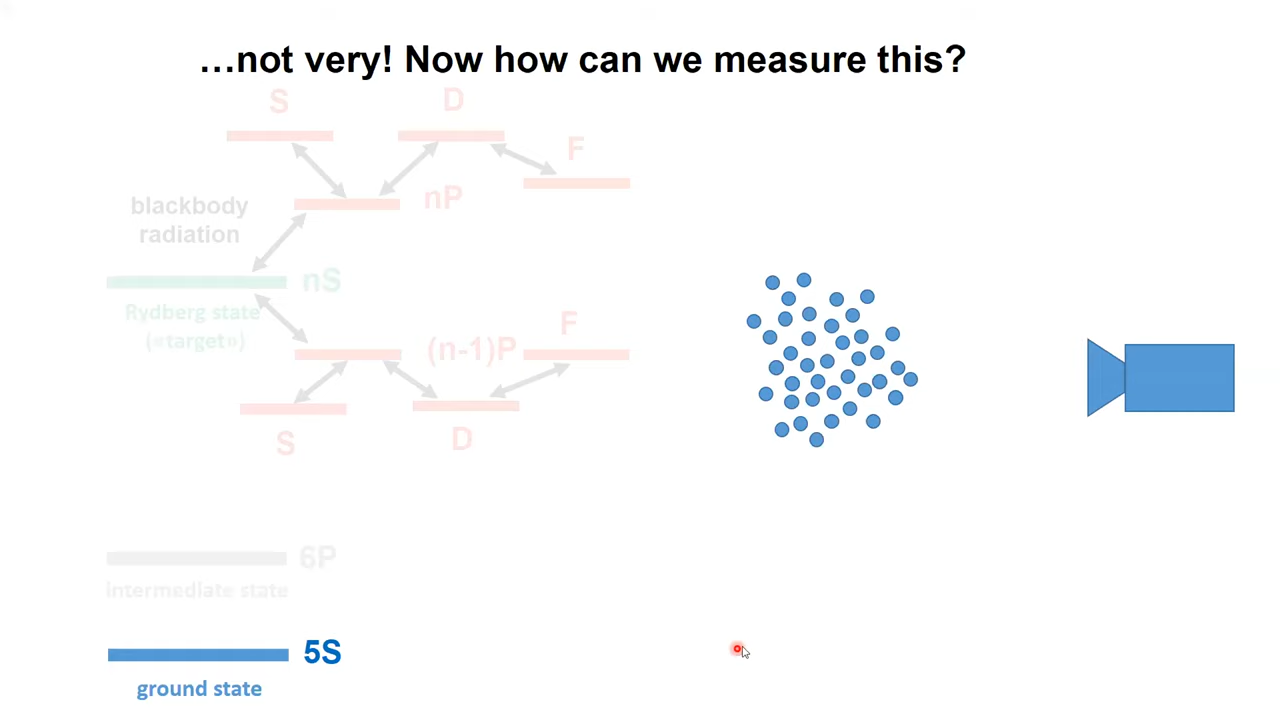 ...not very! Now how can we measure this?
S
D
F
nP
blackbody
radiation
nS
Rydberg state
(«target»)
F
(n-1)P
S
D
6P
intermediate state
5S
ground state